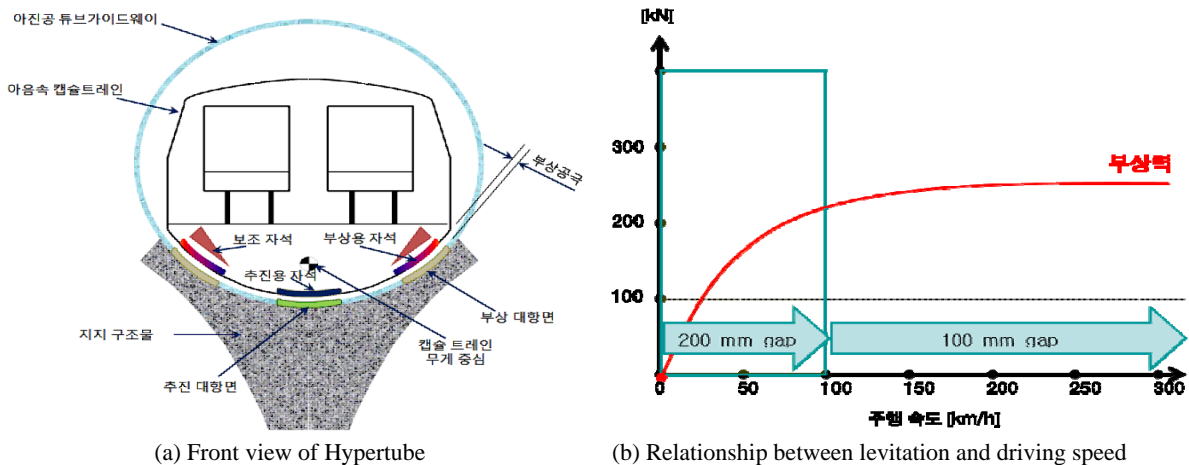 아진공 튜브가이드웨이
아음속 캡슐트레인
부상공극
보조 자석
부상용 자석
추진용 자석
부상 대항면
지지 구조물
캡슐 트레인
무게 중심
추진 대항면
(a) Front view of Hypertube
[kN]
300
200
100
부상력
200 mm gap
100 mm gap
50
100
150
200
250
300
주행 속도 [km/h]
(b) Relationship between levitation and driving speed